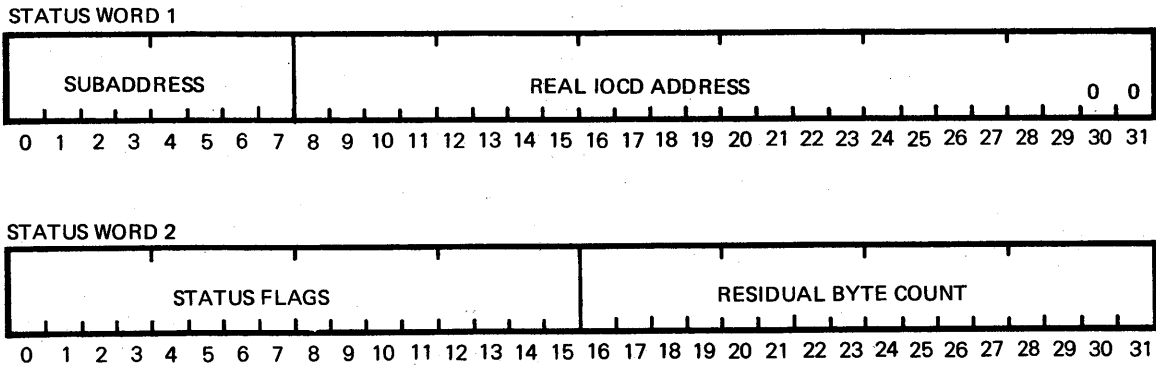 STATUS WORD 1
SUBADDRESS REAL IOCD ADDRESS 0 0
0 1 2 3 4 5 6 7 8 9 10 11 12 13 14 15 16 17 18 19 20 21 22 23 24 25 26 27 28 29 30 31
STATUS WORD 2
STATUS FLAGS RESIDUAL BYTE COUNT
0 1 2 3 4 5 6 7 8 9 10 11 12 13 14 15 16 17 18 19 20 21 22 23 24 25 26 27 28 29 30 31